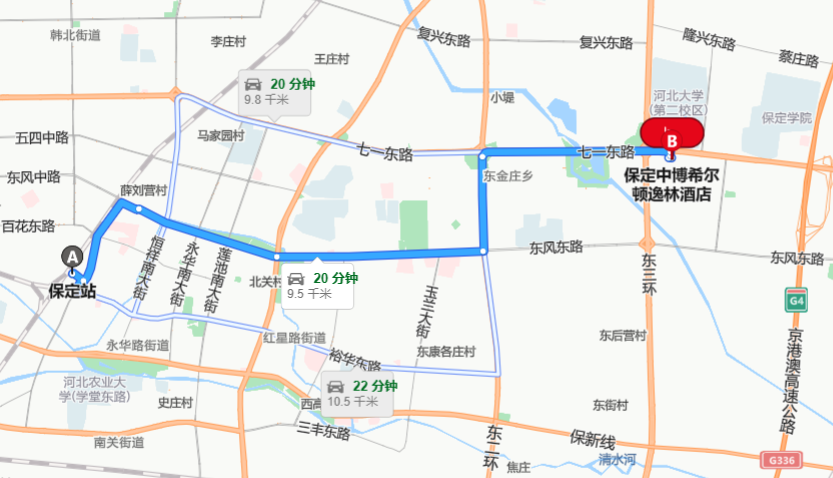 韩北街道
李庄村
王庄村
复兴东路
复兴东路
隆兴东路
蔡庄路
20 分钟
9.8 千米
小堤
河北大学
(第二校区)
保定学院
五四中路
马家园村
七一东路
七一东路
B
东风中路
薛刘营村
东金庄乡
保定中博希尔
顿逸林酒店
百花东路
恒祥南大街
永华南大街
莲池南大街
东风东路
东风东路
A
保定站
北关村
20 分钟
9.5 千米
东三环
玉兰大街
G4
京港澳高速公路
永华路街道
红星路街道
裕华东路
东康各庄村
东后营村
河北农业大
学(学堂东路)
22 分钟
10.5 千米
史庄村
西高
东街村
南关街道
三丰东路
东二环
保新线
清水河
焦庄
G336